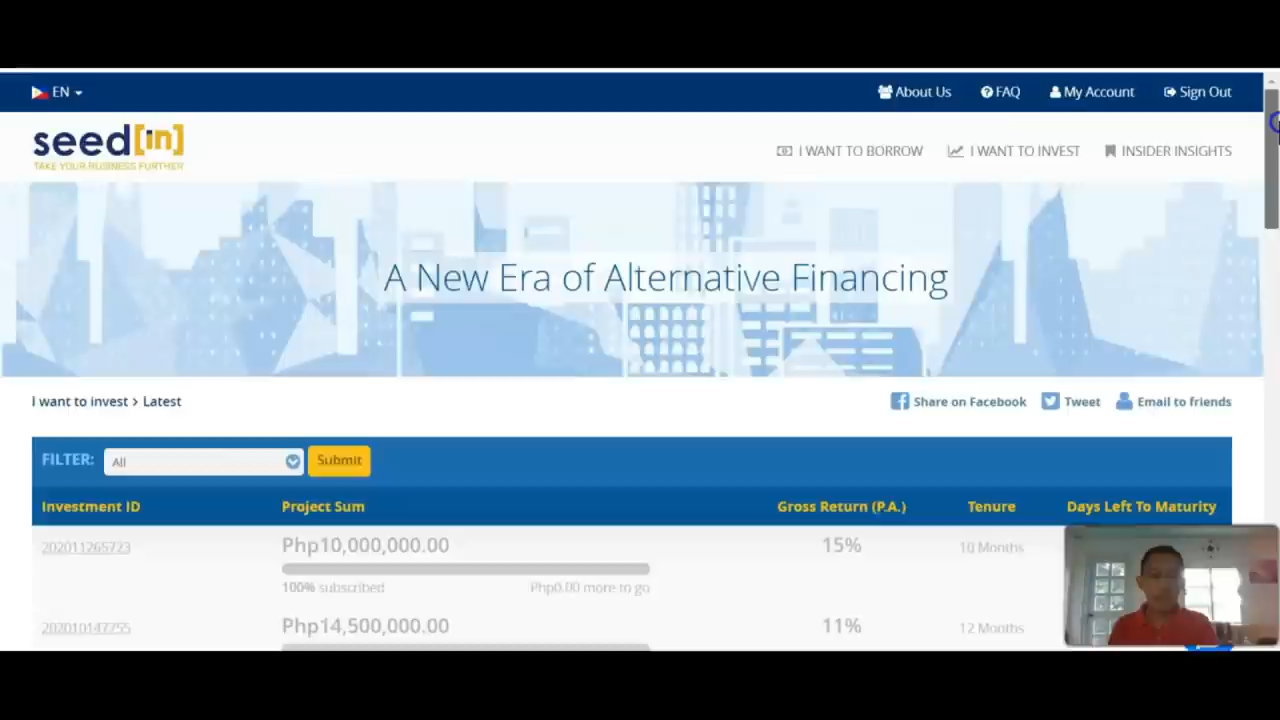 EN
About Us FAQ My Account Sign Out
seed[in]
TAKE YOUR BUSINESS FURTHER
I WANT TO BORROW I WANT TO INVEST INSIDER INSIGHTS
A New Era of Alternative Financing
I want to invest > Latest
Share on Facebook Tweet Email to friends
FILTER: All Submit
Investment ID Project Sum Gross Return (P.A.) Tenure Days Left To Maturity
202011265723 Php10,000,000.00 15% 10 Months
100% subscribed Php0.00 more to go
202010147755 Php14,500,000.00 11% 12 Months